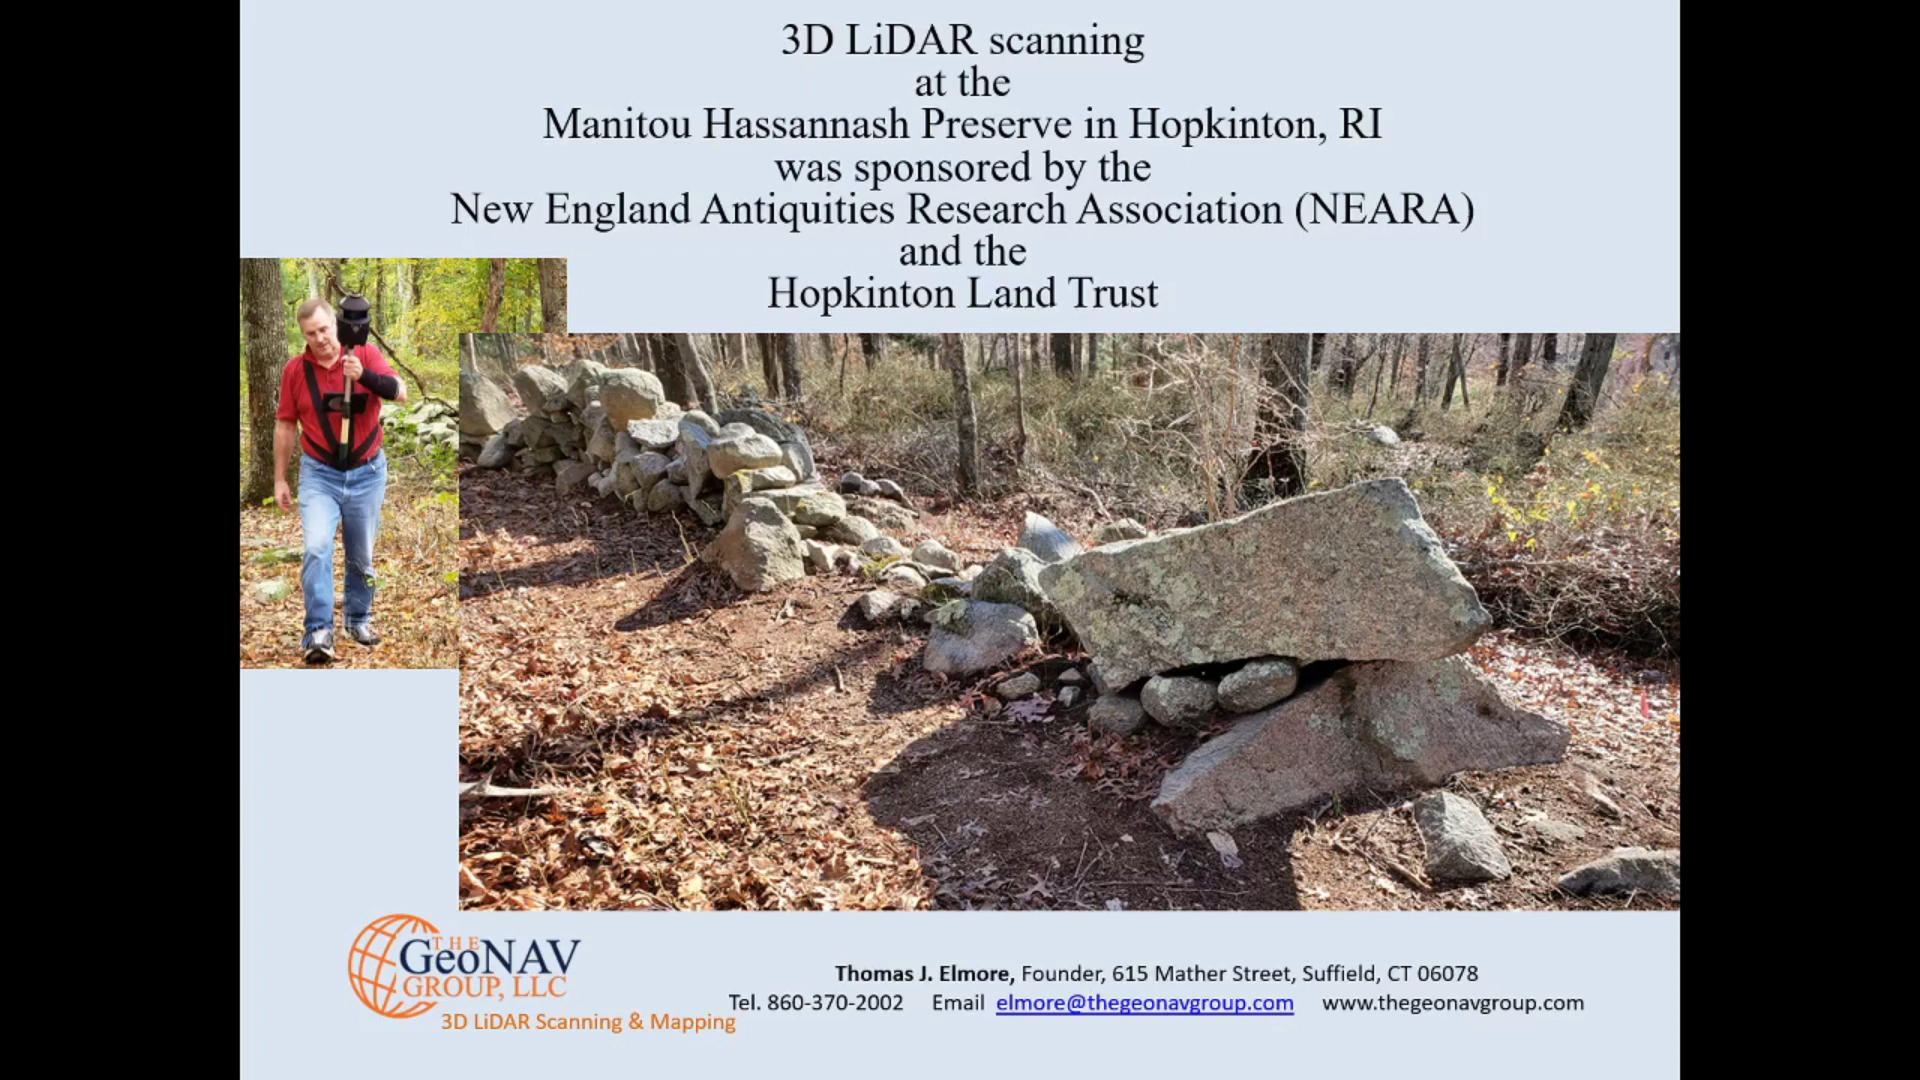 3D LiDAR scanning
at the
Manitou Hassannash Preserve in Hopkinton, RI
was sponsored by the
New England Antiquities Research Association (NEARA)
and the
Hopkinton Land Trust
THE
GeoNAV
GROUP, LLC
3D LiDAR Scanning & Mapping
Thomas J. Elmore, Founder, 615 Mather Street, Suffield, CT 06078
Tel. 860-370-2002 Email elmore@thegeonavgroup.com www.thegeonavgroup.com